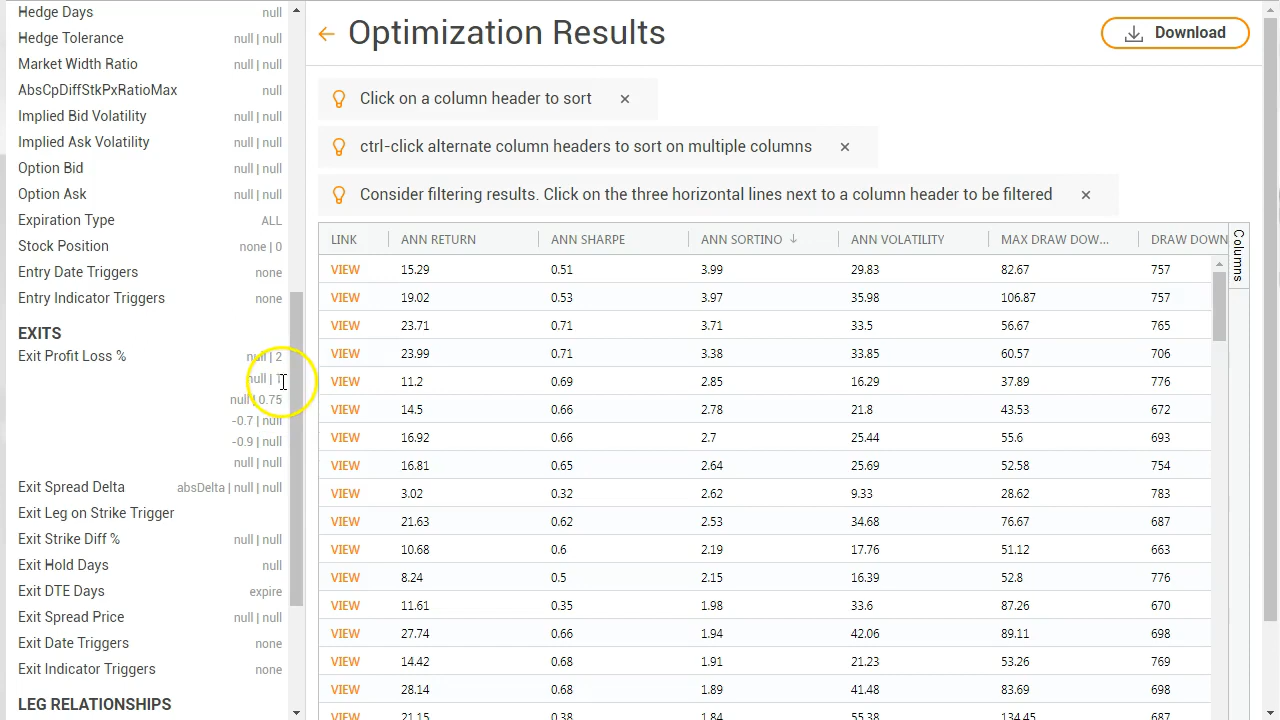 Hedge Days null
Hedge Tolerance null | null
Market Width Ratio null | null
AbsCpDiffStkPxRatioMax null
Implied Bid Volatility null | null
Implied Ask Volatility null | null
Option Bid null | null
Option Ask null | null
Expiration Type ALL
Stock Position none | 0
Entry Date Triggers none
Entry Indicator Triggers none
EXITS
Exit Profit Loss % null | 2
null | 1
null | 0.75
-0.7 | null
-0.9 | null
null | null
Exit Spread Delta absDelta | null | null
Exit Leg on Strike Trigger
Exit Strike Diff % null | null
Exit Hold Days null
Exit DTE Days expire
Exit Spread Price null | null
Exit Date Triggers none
Exit Indicator Triggers none
LEG RELATIONSHIPS
Optimization Results
Download
Click on a column header to sort
ctrl-click alternate column headers to sort on multiple columns
Consider filtering results. Click on the three horizontal lines next to a column header to be filtered
LINK ANN RETURN ANN SHARPE ANN SORTINO ANN VOLATILITY MAX DRAW DOW... DRAW DOWN
VIEW 15.29 0.51 3.99 29.83 82.67 757
VIEW 19.02 0.53 3.97 35.98 106.87 757
VIEW 23.71 0.71 3.71 33.5 56.67 765
VIEW 23.99 0.71 3.38 33.85 60.57 706
VIEW 11.2 0.69 2.85 16.29 37.89 776
VIEW 14.5 0.66 2.78 21.8 43.53 672
VIEW 16.92 0.66 2.7 25.44 55.6 693
VIEW 16.81 0.65 2.64 25.69 52.58 754
VIEW 3.02 0.32 2.62 9.33 28.62 783
VIEW 21.63 0.62 2.53 34.68 76.67 687
VIEW 10.68 0.6 2.19 17.76 51.12 663
VIEW 8.24 0.5 2.15 16.39 52.8 776
VIEW 11.61 0.35 1.98 33.6 87.26 670
VIEW 27.74 0.66 1.94 42.06 89.11 698
VIEW 14.42 0.68 1.91 21.23 53.26 769
VIEW 28.14 0.68 1.89 41.48 83.69 698
VIEW 21.15 0.38 1.84 55.38 134.45 687
Columns